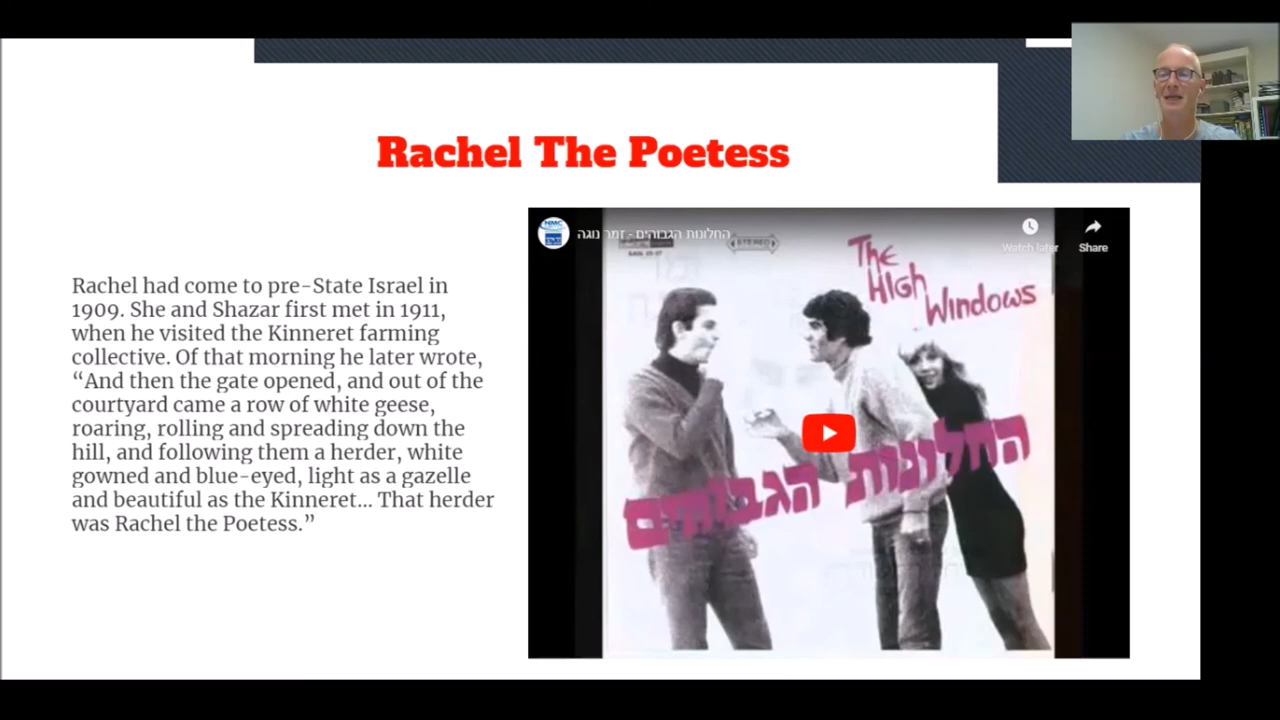 Rachel The Poetess
Rachel had come to pre-State Israel in
1909. She and Shazar first met in 1911,
when he visited the Kinneret farming
collective. Of that morning he later wrote,
“And then the gate opened, and out of the
courtyard came a row of white geese,
roaring, rolling and spreading down the
hill, and following them a herder, white
gowned and blue-eyed, light as a gazelle
and beautiful as the Kinneret... That herder
was Rachel the Poetess.”
NMC
החלונות הגבוהים - זמר נוגה
Watch later
Share
STEREO
The
High
Windows
החלונות הגבוהים